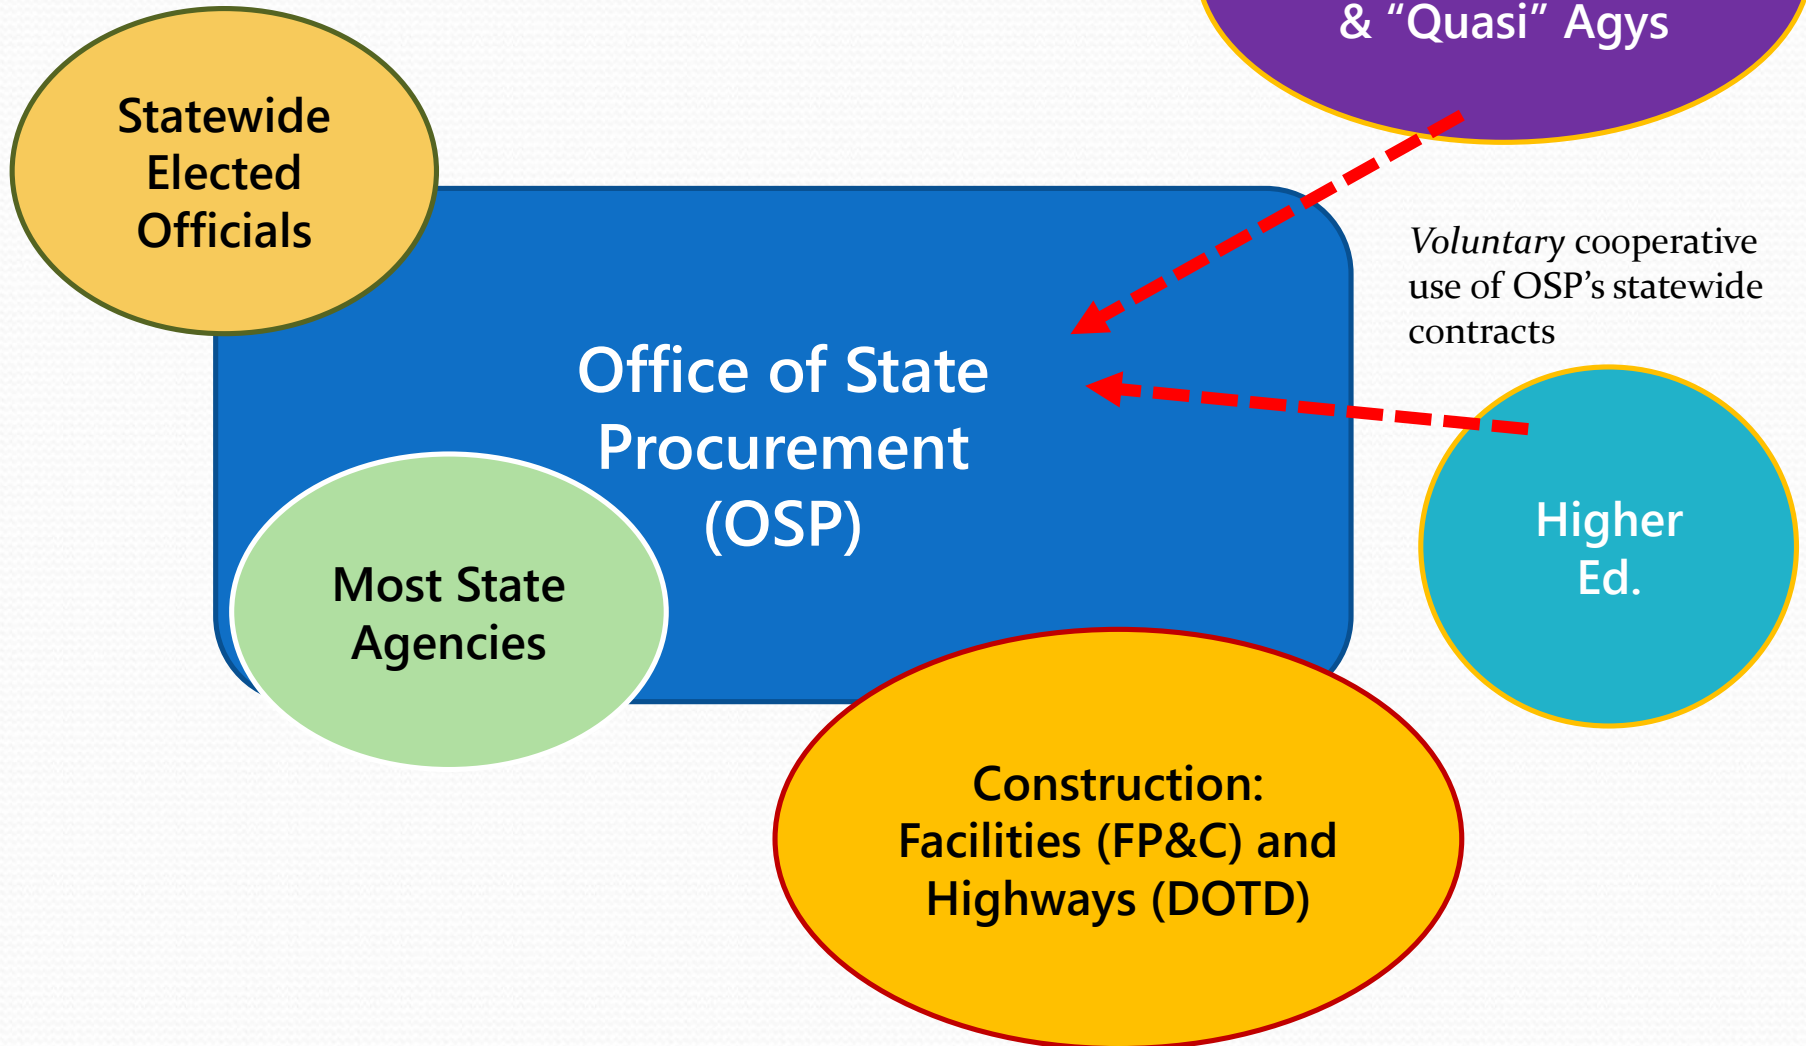 & “Quasi” Agys
Statewide
Elected
Officials
Voluntary cooperative
use of OSP’s statewide
contracts
Office of State
Procurement
(OSP)
Higher
Ed.
Most State
Agencies
Construction:
Facilities (FP&C) and
Highways (DOTD)